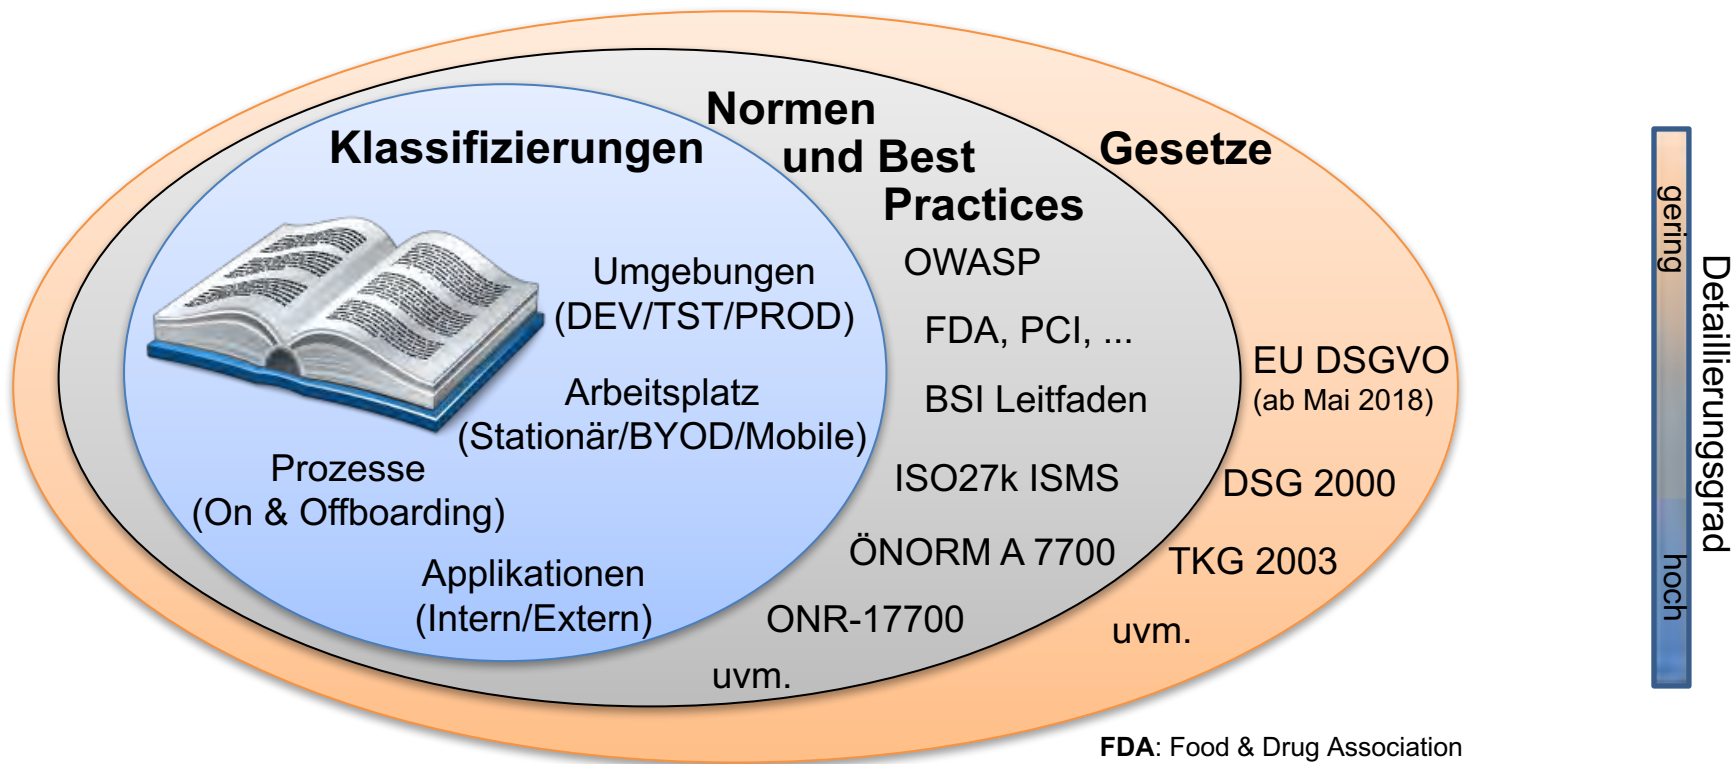 Klassifizierungen
Umgebungen
(DEV/TST/PROD)
Arbeitsplatz
(Stationär/BYOD/Mobile)
Prozesse
(On & Offboarding)
Applikationen
(Intern/Extern)
Normen
und Best
Practices
OWASP
FDA, PCI, ...
BSI Leitfaden
ISO27k ISMS
ÖNORM A 7700
ONR-17700
uvm.
Gesetze
EU DSGVO
(ab Mai 2018)
DSG 2000
TKG 2003
uvm.
gering
hoch
Detaillierungsgrad
FDA: Food & Drug Association